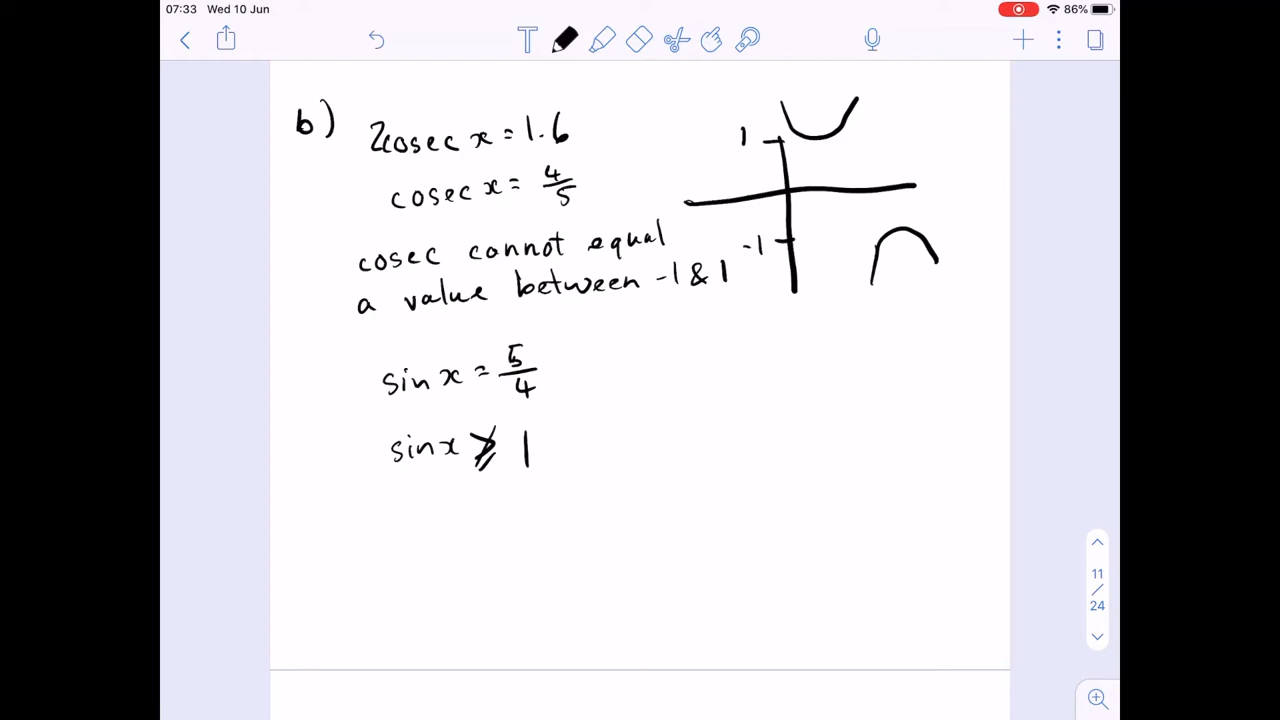 07:33 Wed 10 Jun 86%
T
b) 2cosec x = 1.6
1
cosec x = 4/5
cosec cannot equal
-1
a value between -1 & 1
sin x = 5/4
sin x ≯ 1
11
/
24